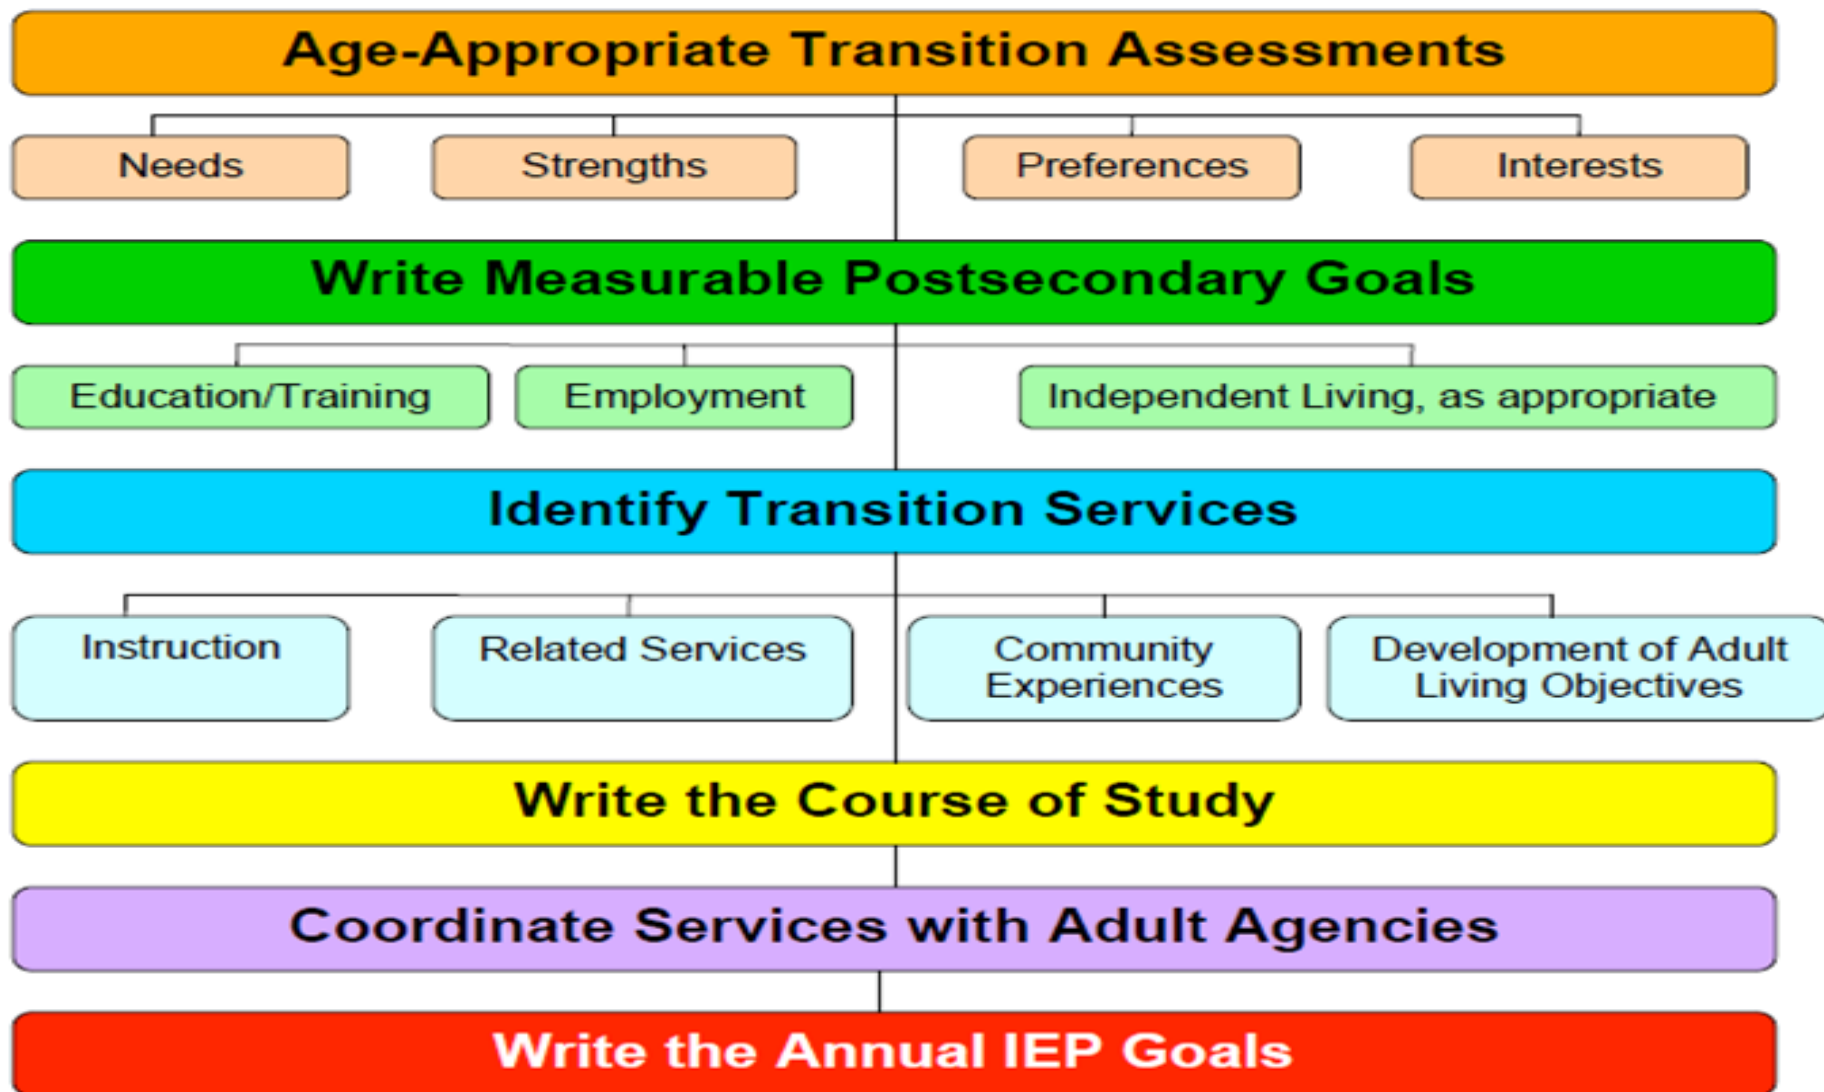 Age-Appropriate Transition Assessments
Needs
Strengths
Preferences
Interests
Write Measurable Postsecondary Goals
Education/Training
Employment
Independent Living, as appropriate
Identify Transition Services
Instruction
Related Services
Community
Experiences
Development of Adult
Living Objectives
Write the Course of Study
Coordinate Services with Adult Agencies
Write the Annual IEP Goals